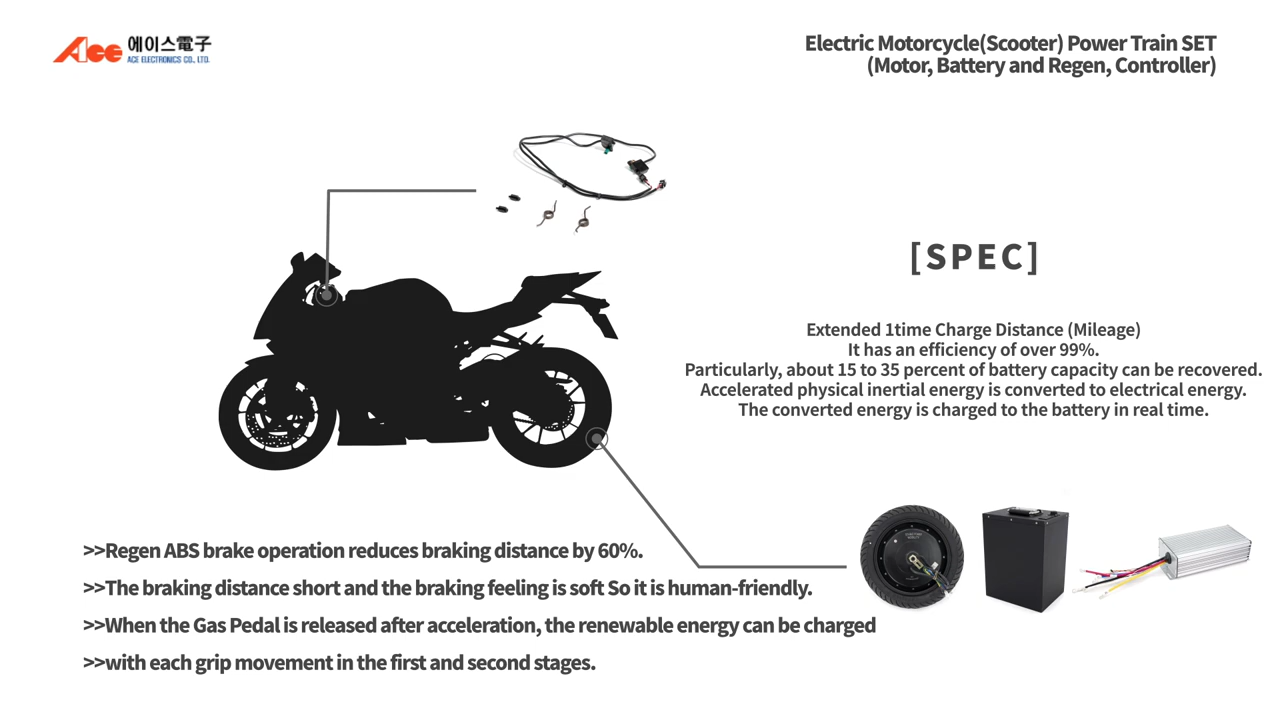 Ace 에이스電子
ACE ELECTRONICS CO., LTD.
Electric Motorcycle(Scooter) Power Train SET
(Motor, Battery and Regen, Controller)
[SPEC]
Extended 1time Charge Distance (Mileage)
It has an efficiency of over 99%.
Particularly, about 15 to 35 percent of battery capacity can be recovered.
Accelerated physical inertial energy is converted to electrical energy.
The converted energy is charged to the battery in real time.
>>Regen ABS brake operation reduces braking distance by 60%.
>>The braking distance short and the braking feeling is soft So it is human-friendly.
>>When the Gas Pedal is released after acceleration, the renewable energy can be charged
>>with each grip movement in the first and second stages.